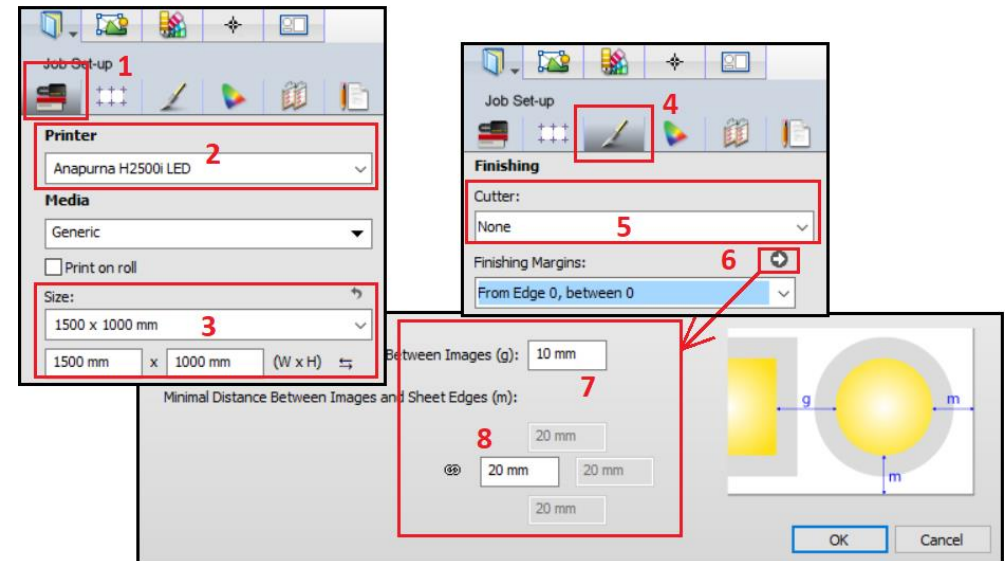 Job Set-up
1
Printer
2
Anapurna H2500i LED
Media
Generic
Print on roll
Size:
1500 x 1000 mm
3
1500 mm x 1000 mm (W x H)
Job Set-up
4
Finishing
Cutter:
None
5
Finishing Margins:
6
From Edge 0, between 0
Between Images (g): 10 mm
7
Minimal Distance Between Images and Sheet Edges (m):
8
20 mm
20 mm 20 mm
20 mm
g
m
m
OK Cancel